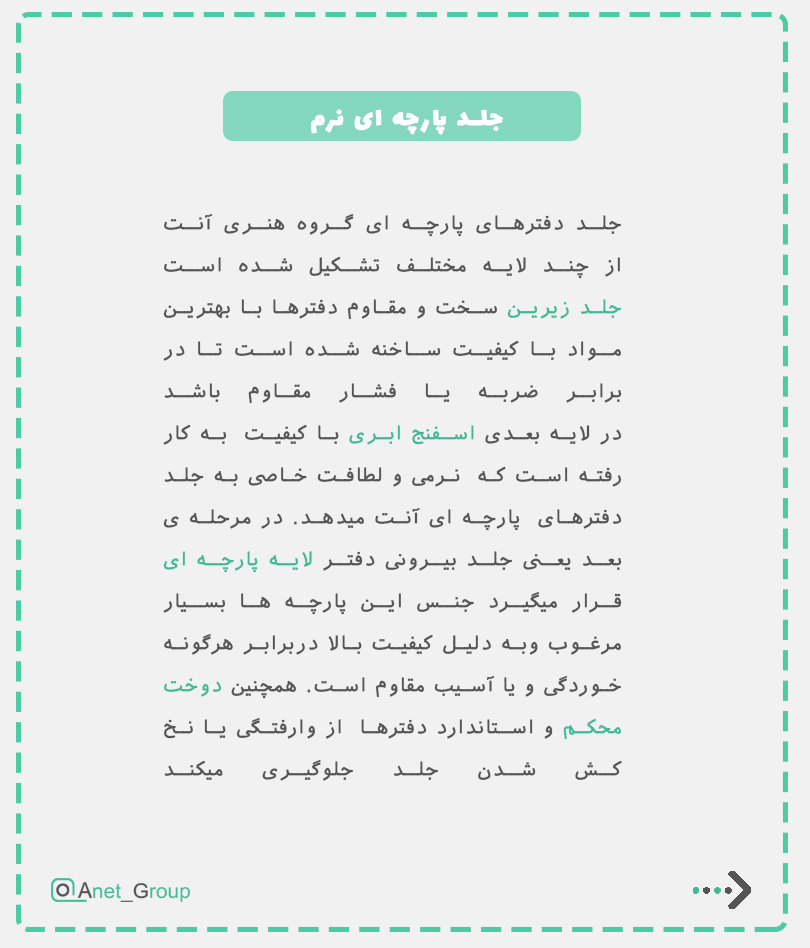 جلد پارچه ای نرم
جلد دفترهای پارچه ای گروه هنری آنت
از چند لایه مختلف تشکیل شده است
جلد زیرین سخت و مقاوم دفترها با بهترین
مواد با کیفیت ساخنه شده است تا در
برابر ضربه یا فشار مقاوم باشد
در لایه بعدی اسفنج ابری با کیفیت به کار
رفته است که نرمی و لطافت خاصی به جلد
دفترهای پارچه ای آنت میدهد. در مرحله ی
بعد یعنی جلد بیرونی دفتر لایه پارچه ای
قرار میگیرد جنس این پارچه ها بسیار
مرغوب وبه دلیل کیفیت بالا دربرابر هرگونه
خوردگی و یا آسیب مقاوم است. همچنین دوخت
محکم و استاندارد دفترها از وارفتگی یا نخ
کش شدن جلد جلوگیری میکند
Anet_Group